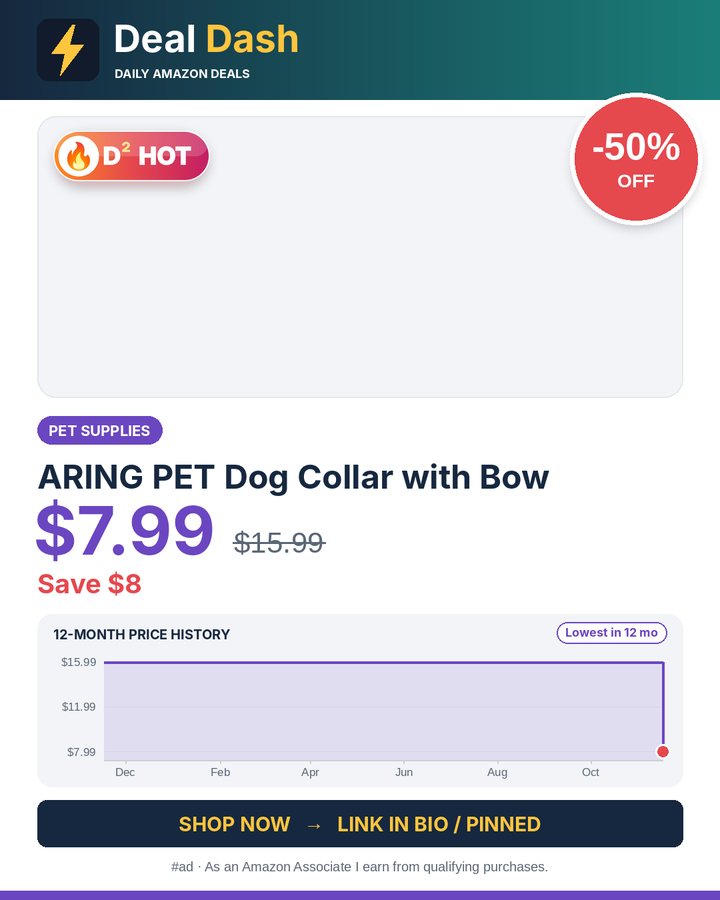 Deal Dash
DAILY AMAZON DEALS
D² HOT
-50%
OFF
PET SUPPLIES
ARING PET Dog Collar with Bow
$7.99 $15.99
Save $8
12-MONTH PRICE HISTORY
Lowest in 12 mo
$15.99
$11.99
$7.99
Dec Feb Apr Jun Aug Oct
SHOP NOW → LINK IN BIO / PINNED
#ad · As an Amazon Associate I earn from qualifying purchases.